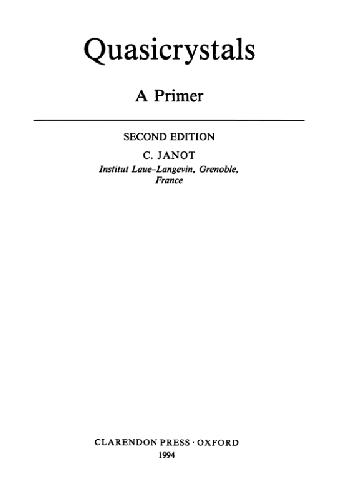 Quasicrystals
A Primer
SECOND EDITION
C. JANOT
Institut Laue–Langevin, Grenoble,
France
CLARENDON PRESS · OXFORD
1994